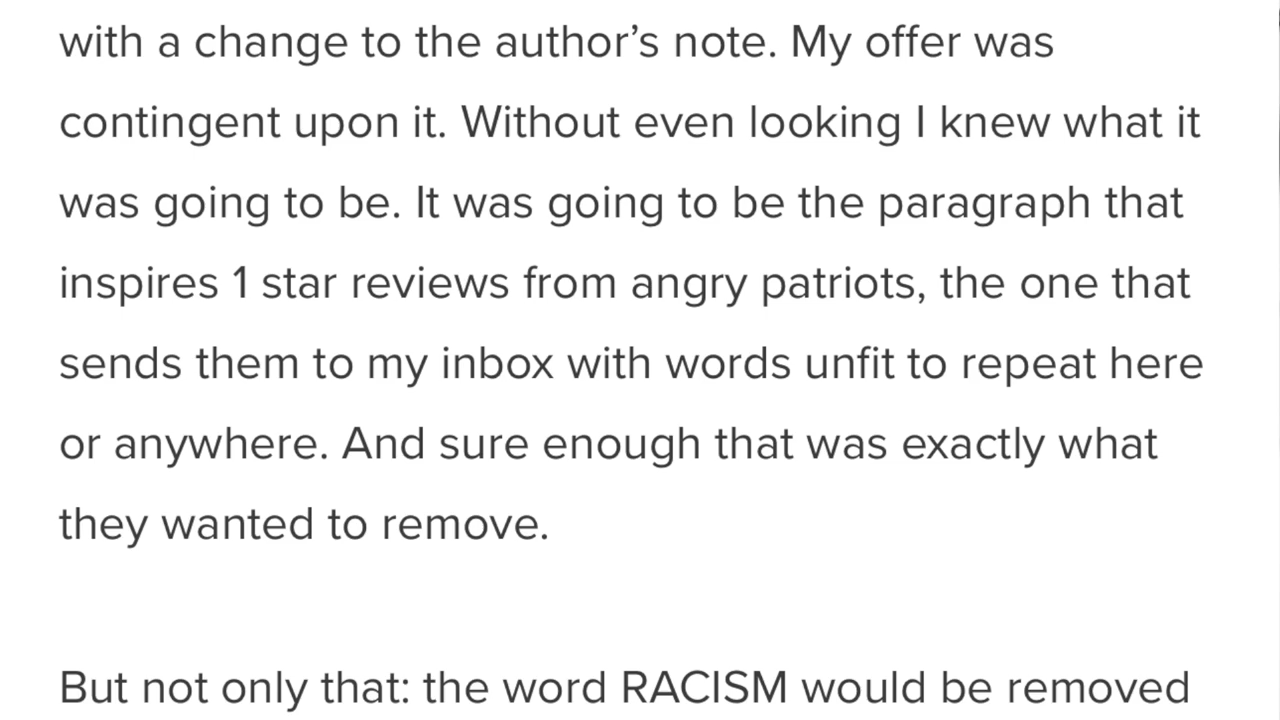 with a change to the author’s note. My offer was
contingent upon it. Without even looking I knew what it
was going to be. It was going to be the paragraph that
inspires 1 star reviews from angry patriots, the one that
sends them to my inbox with words unfit to repeat here
or anywhere. And sure enough that was exactly what
they wanted to remove.
But not only that: the word RACISM would be removed